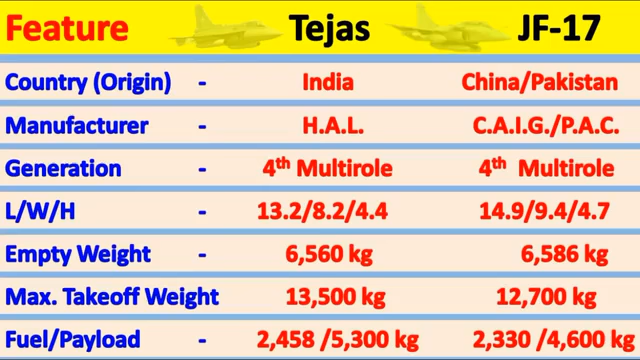 Feature Tejas JF-17
Country (Origin) - India China/Pakistan
Manufacturer - H.A.L. C.A.I.G./P.A.C.
Generation - 4th Multirole 4th Multirole
L/W/H - 13.2/8.2/4.4 14.9/9.4/4.7
Empty Weight - 6,560 kg 6,586 kg
Max. Takeoff Weight 13,500 kg 12,700 kg
Fuel/Payload - 2,458 /5,300 kg 2,330 /4,600 kg